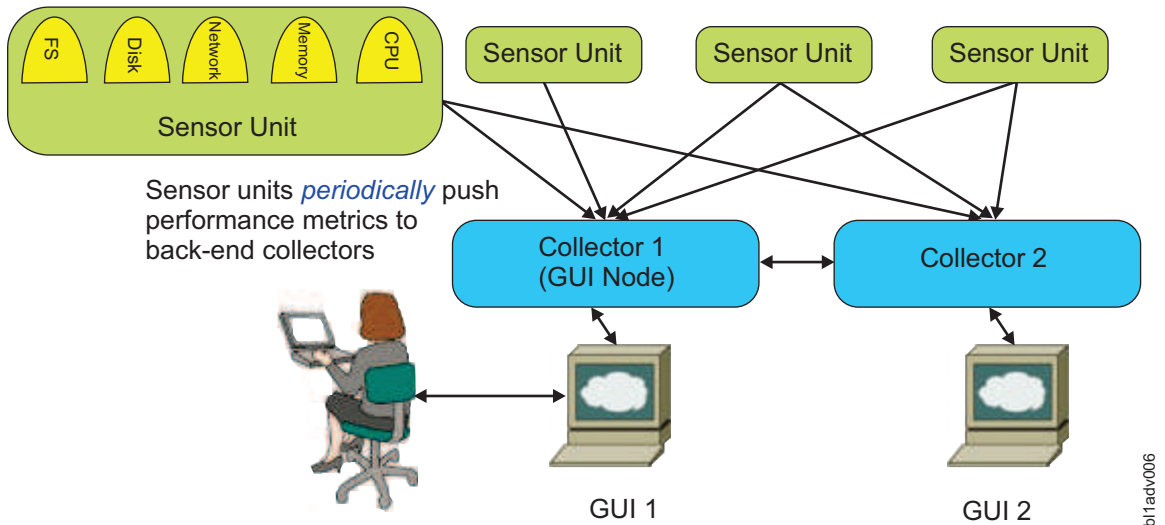 FS
Disk
Network
Memory
CPU
Sensor Unit
Sensor Unit
Sensor Unit
Sensor Unit
Sensor units periodically push
performance metrics to
back-end collectors
Collector 1
(GUI Node)
Collector 2
GUI 1
GUI 2
bl1adv006